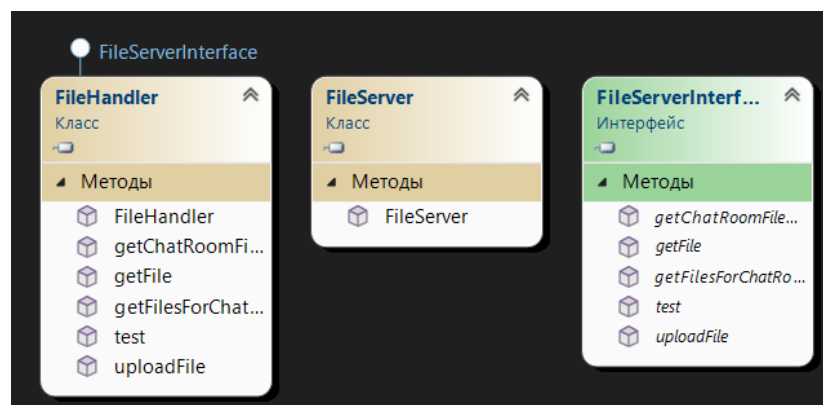 FileServerInterface
FileHandler
Класс
Методы
FileHandler
getChatRoomFi...
getFile
getFilesForChat...
test
uploadFile
FileServer
Класс
Методы
FileServer
FileServerInterf...
Интерфейс
Методы
getChatRoomFile...
getFile
getFilesForChatRo...
test
uploadFile